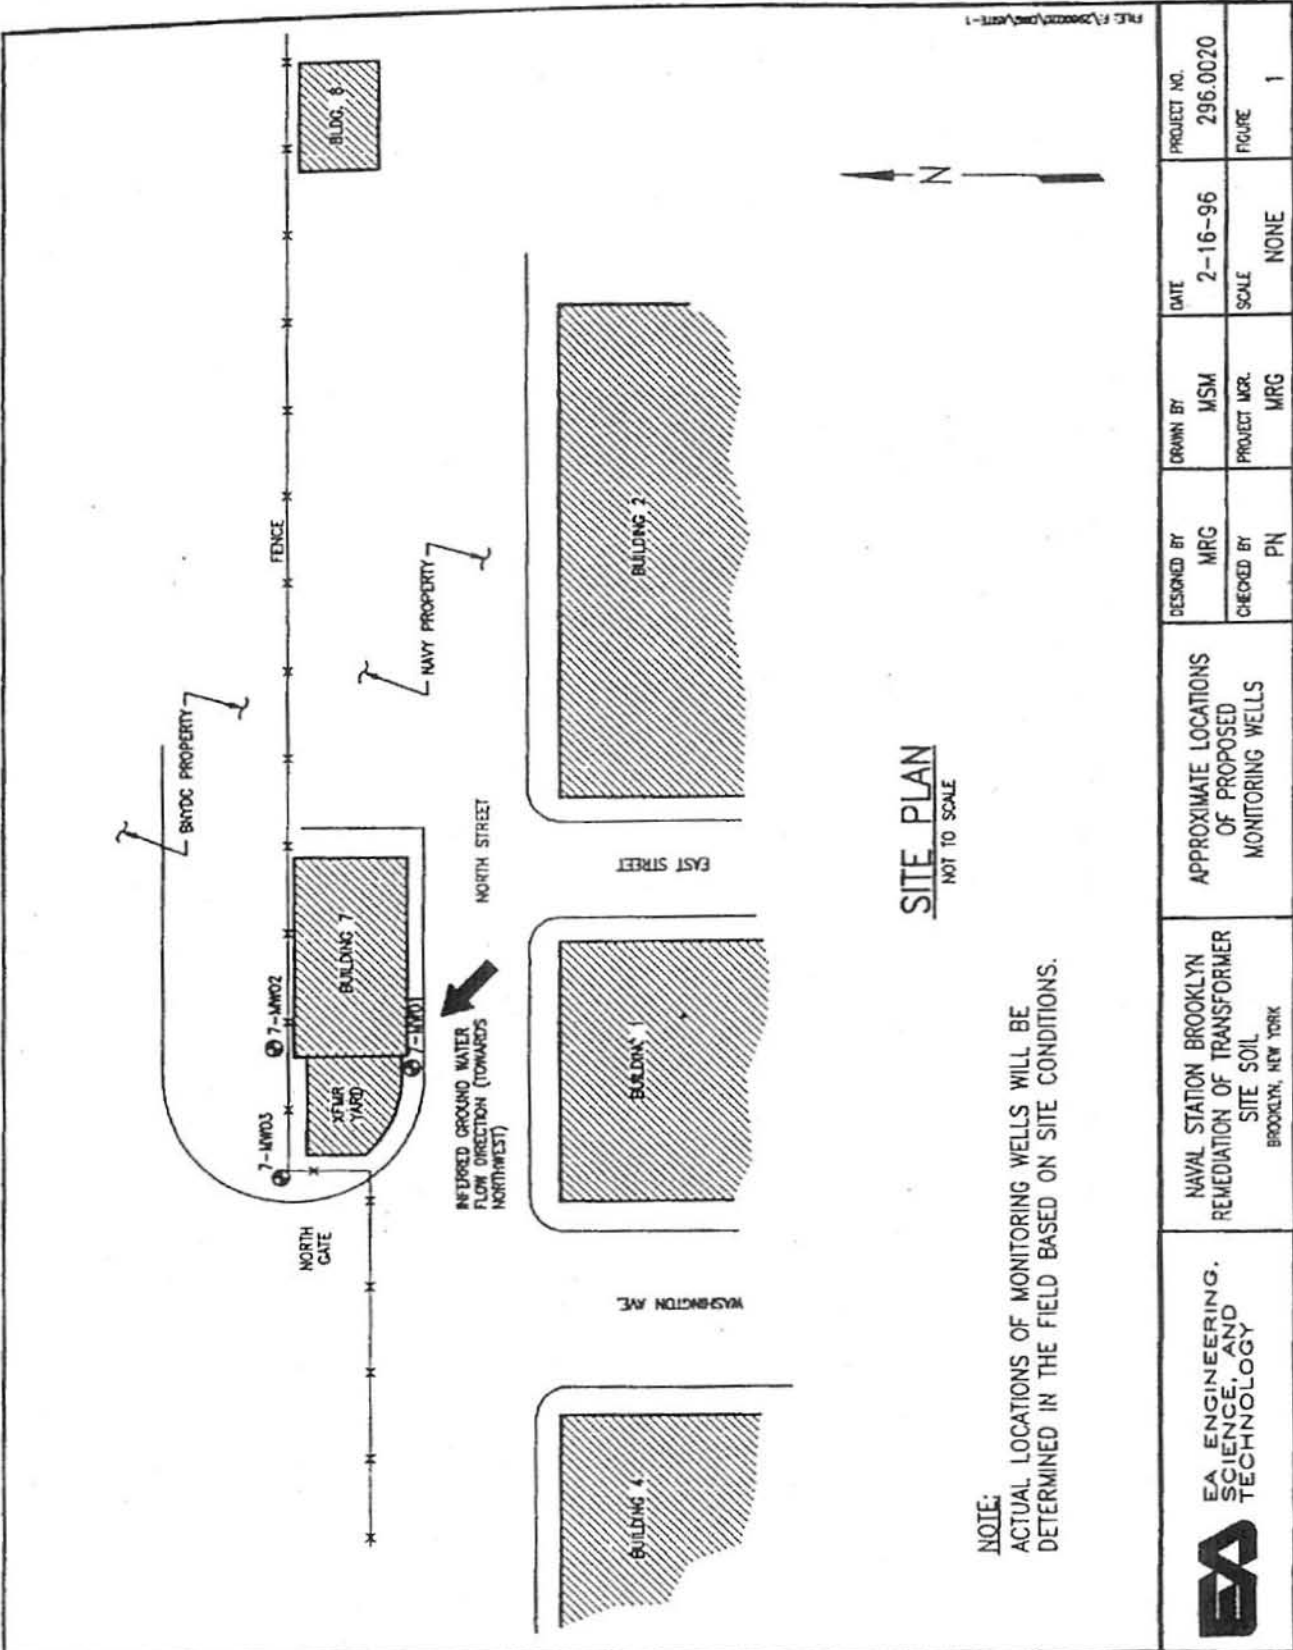 BLDG. 8
FENCE
BNYDC PROPERTY
NAVY PROPERTY
7-MW03
7-MW02
7-MW01
NORTH
GATE
XFMR
YARD
BUILDING 7
INFERRED GROUND WATER
FLOW DIRECTION (TOWARDS
NORTHWEST)
NORTH STREET
BUILDING 4
WASHINGTON AVE.
BUILDING 1
EAST STREET
BUILDING 2
N
SITE PLAN
NOT TO SCALE
NOTE:
ACTUAL LOCATIONS OF MONITORING WELLS WILL BE
DETERMINED IN THE FIELD BASED ON SITE CONDITIONS.
EA
EA ENGINEERING,
SCIENCE, AND
TECHNOLOGY
NAVAL STATION BROOKLYN
REMEDIATION OF TRANSFORMER
SITE SOIL
BROOKLYN, NEW YORK
APPROXIMATE LOCATIONS
OF PROPOSED
MONITORING WELLS
DESIGNED BY
MRG
DRAWN BY
MSM
DATE
2-16-96
PROJECT NO.
296.0020
CHECKED BY
PN
PROJECT MGR.
MRG
SCALE
NONE
FIGURE
1